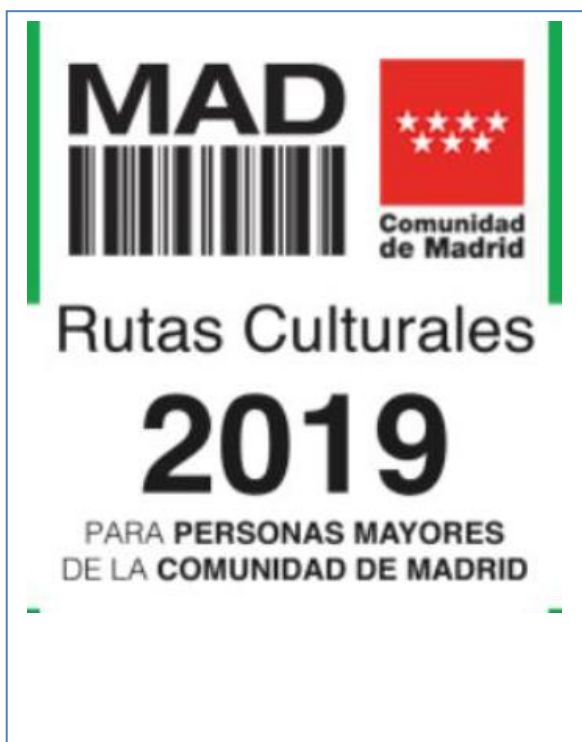 MAD
Comunidad
de Madrid
Rutas Culturales
2019
PARA PERSONAS MAYORES
DE LA COMUNIDAD DE MADRID